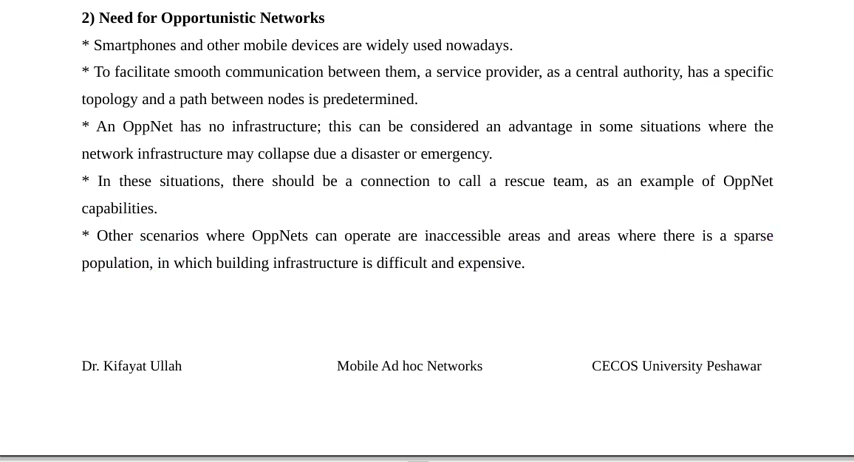 2) Need for Opportunistic Networks
* Smartphones and other mobile devices are widely used nowadays.
* To facilitate smooth communication between them, a service provider, as a central authority, has a specific
topology and a path between nodes is predetermined.
* An OppNet has no infrastructure; this can be considered an advantage in some situations where the
network infrastructure may collapse due a disaster or emergency.
* In these situations, there should be a connection to call a rescue team, as an example of OppNet
capabilities.
* Other scenarios where OppNets can operate are inaccessible areas and areas where there is a sparse
population, in which building infrastructure is difficult and expensive.
Dr. Kifayat Ullah Mobile Ad hoc Networks CECOS University Peshawar